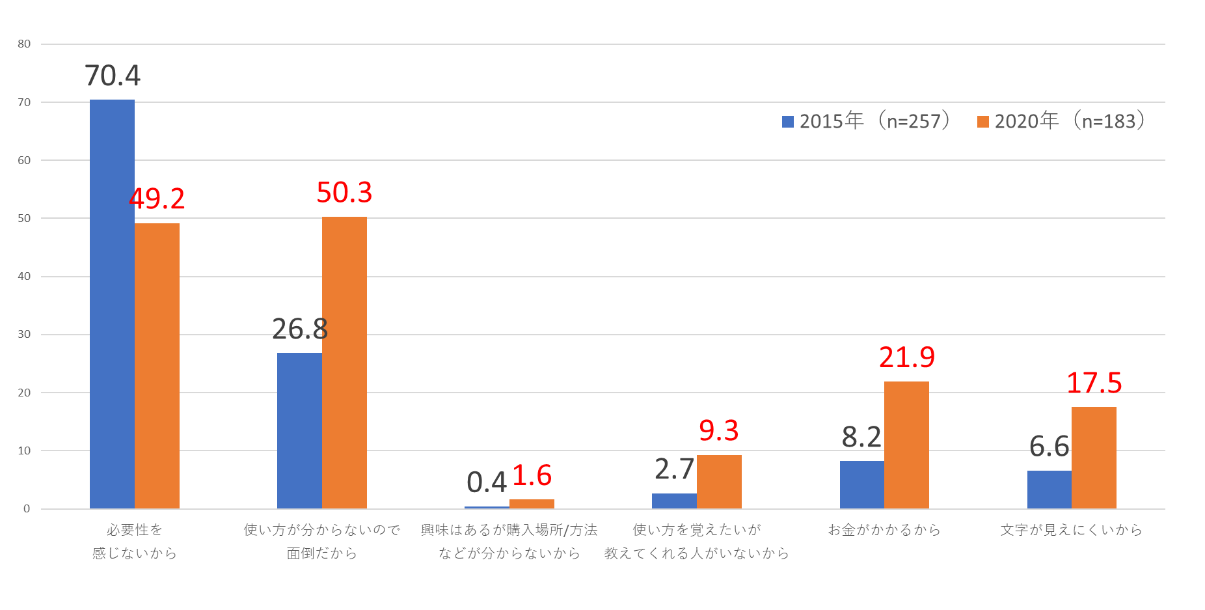 80
70.4
70
2015年（n=257）
2020年（n=183）
60
49.2
50.3
50
40
26.8
30
21.9
17.5
20
9.3
8.2
6.6
10
0.4
1.6
2.7
0
必要性を
感じないから
使い方が分からないので
面倒だから
興味はあるが購入場所/方法
などが分からないから
使い方を覚えたいが
教えてくれる人がいないから
お金がかかるから
文字が見えにくいから